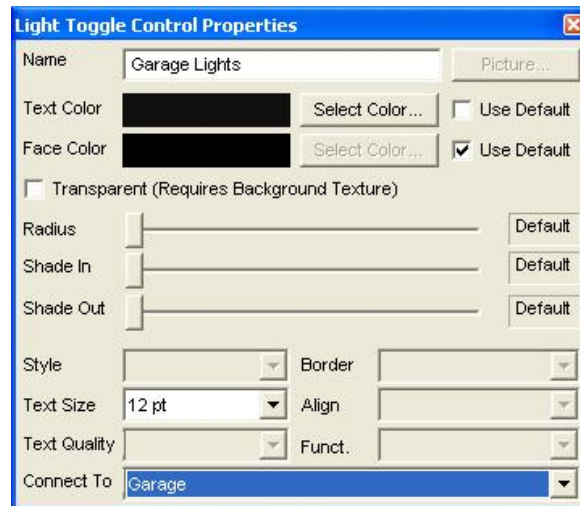 Light Toggle Control Properties
Name Garage Lights Picture...
Text Color Select Color... Use Default
Face Color Select Color... Use Default
Transparent (Requires Background Texture)
Radius Default
Shade In Default
Shade Out Default
Style Border
Text Size 12 pt Align
Text Quality Funct.
Connect To Garage